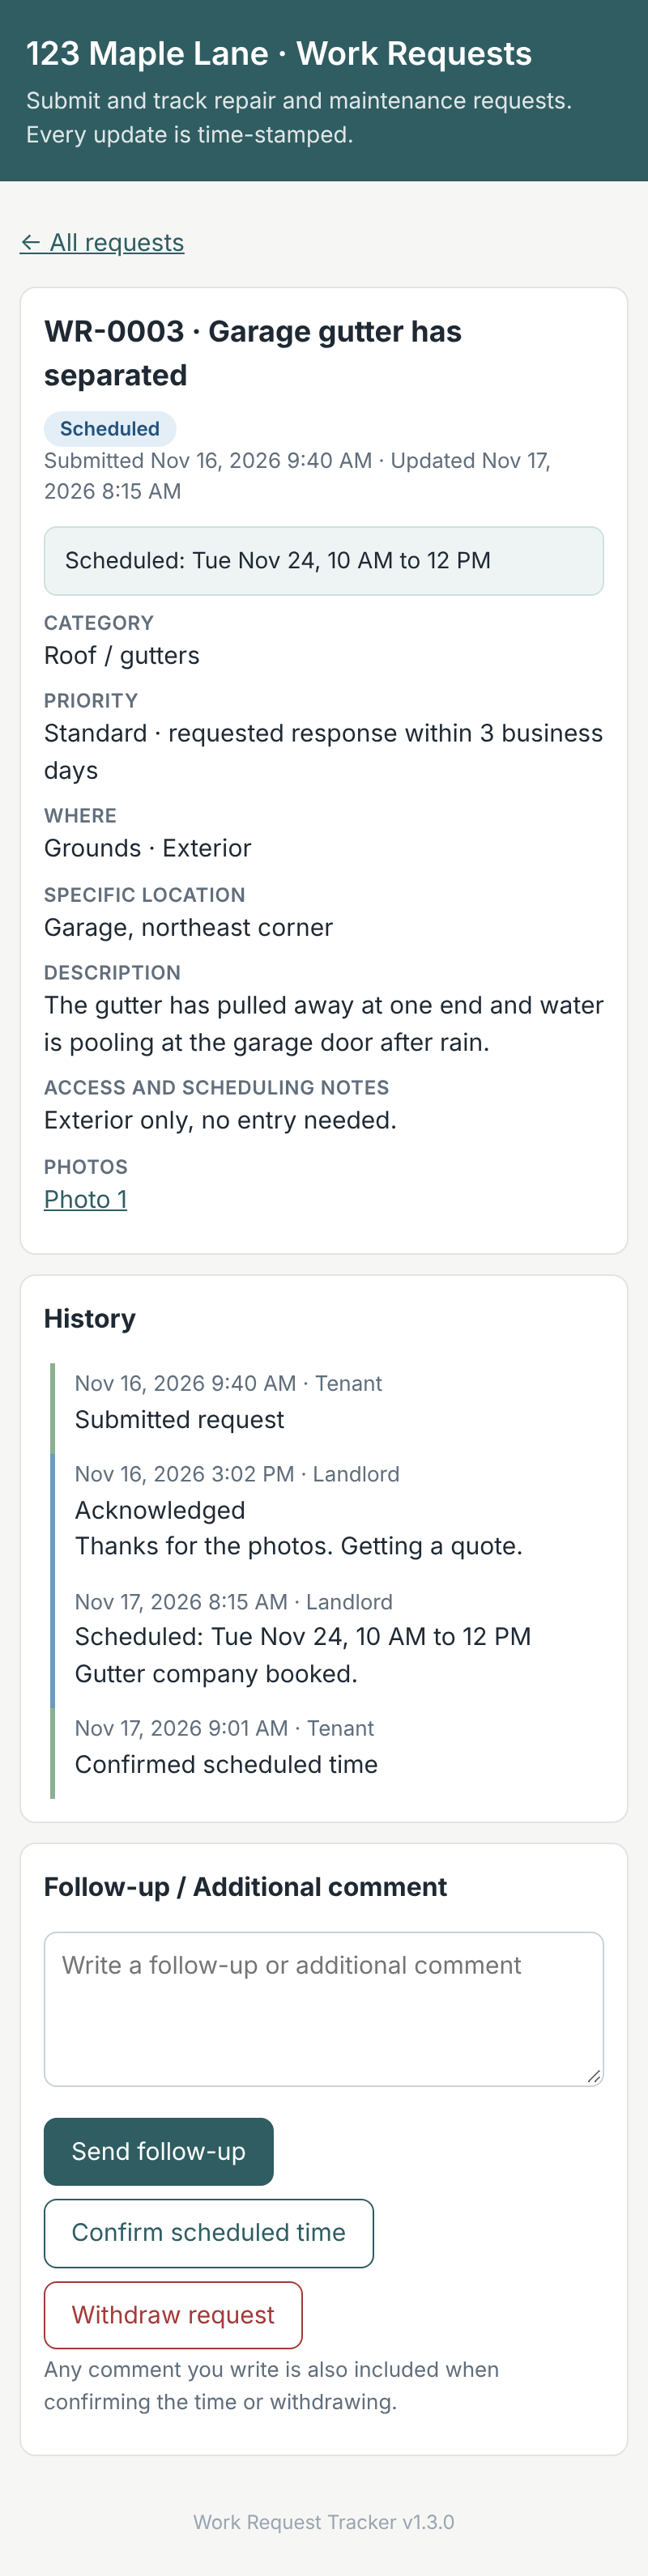 123 Maple Lane · Work Requests
Submit and track repair and maintenance requests.
Every update is time-stamped.
← All requests
WR-0003 · Garage gutter has
separated
Scheduled
Submitted Nov 16, 2026 9:40 AM · Updated Nov 17,
2026 8:15 AM
Scheduled: Tue Nov 24, 10 AM to 12 PM
CATEGORY
Roof / gutters
PRIORITY
Standard · requested response within 3 business
days
WHERE
Grounds · Exterior
SPECIFIC LOCATION
Garage, northeast corner
DESCRIPTION
The gutter has pulled away at one end and water
is pooling at the garage door after rain.
ACCESS AND SCHEDULING NOTES
Exterior only, no entry needed.
PHOTOS
Photo 1
History
Nov 16, 2026 9:40 AM · Tenant
Submitted request
Nov 16, 2026 3:02 PM · Landlord
Acknowledged
Thanks for the photos. Getting a quote.
Nov 17, 2026 8:15 AM · Landlord
Scheduled: Tue Nov 24, 10 AM to 12 PM
Gutter company booked.
Nov 17, 2026 9:01 AM · Tenant
Confirmed scheduled time
Follow-up / Additional comment
Write a follow-up or additional comment
Send follow-up
Confirm scheduled time
Withdraw request
Any comment you write is also included when
confirming the time or withdrawing.
Work Request Tracker v1.3.0